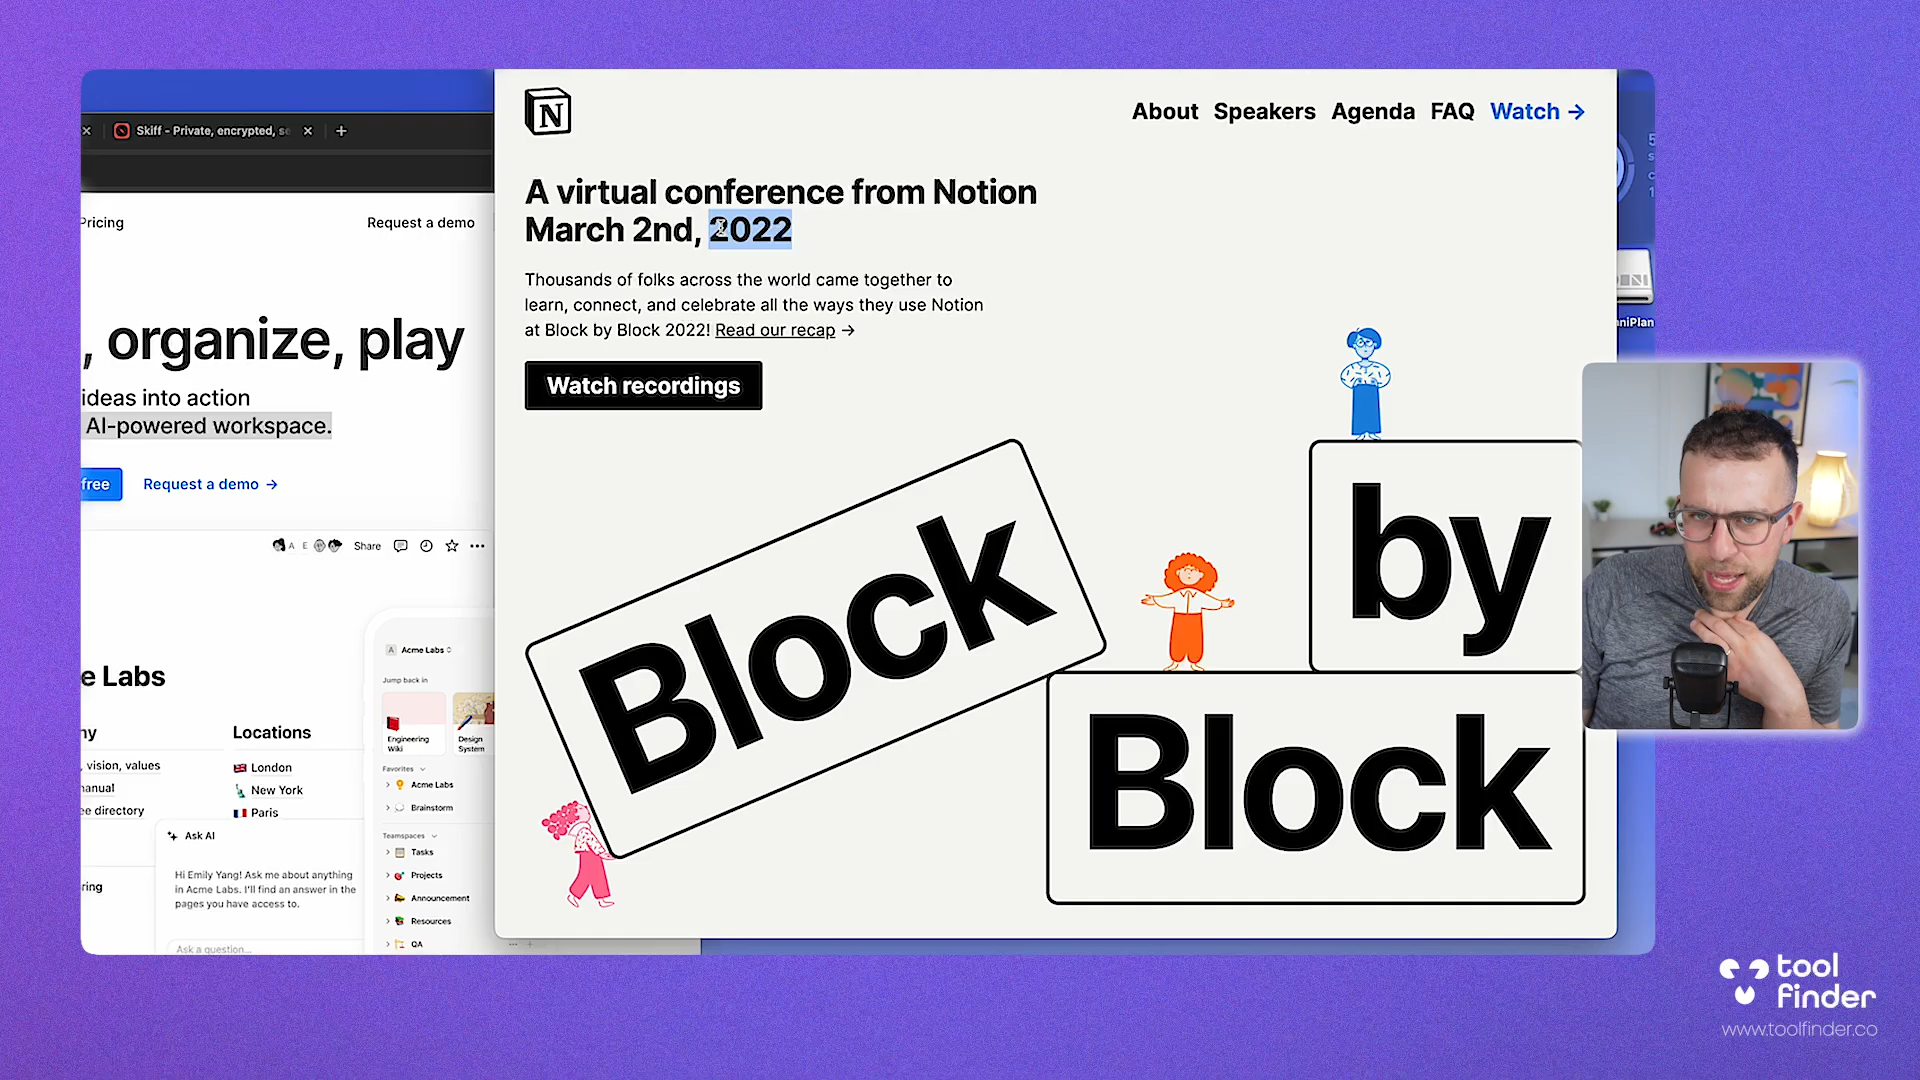 Skiff - Private, encrypted, se
Pricing
Request a demo
, organize, play
ideas into action
AI-powered workspace.
free
Request a demo →
A E
Share
e Labs
ny
, vision, values
anual
ee directory
ring
Locations
London
New York
Paris
Ask AI
Hi Emily Yang! Ask me about anything
in Acme Labs. I'll find an answer in the
pages you have access to.
Ask a question...
A Acme Labs
Jump back in
Engineering
Wiki
Design
System
Favorites
Acme Labs
Brainstorm
Teamspaces
Tasks
Projects
Announcement
Resources
QA
N
About Speakers Agenda FAQ Watch →
A virtual conference from Notion
March 2nd, 2022
Thousands of folks across the world came together to
learn, connect, and celebrate all the ways they use Notion
at Block by Block 2022! Read our recap →
Watch recordings
Block
by
Block
niPlan
tool
finder
www.toolfinder.co